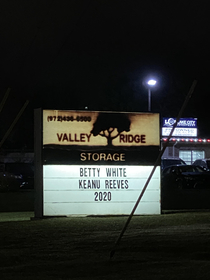 VALLEY RIDGE
STORAGE
BETTY WHITE
KEANU REEVES
2020